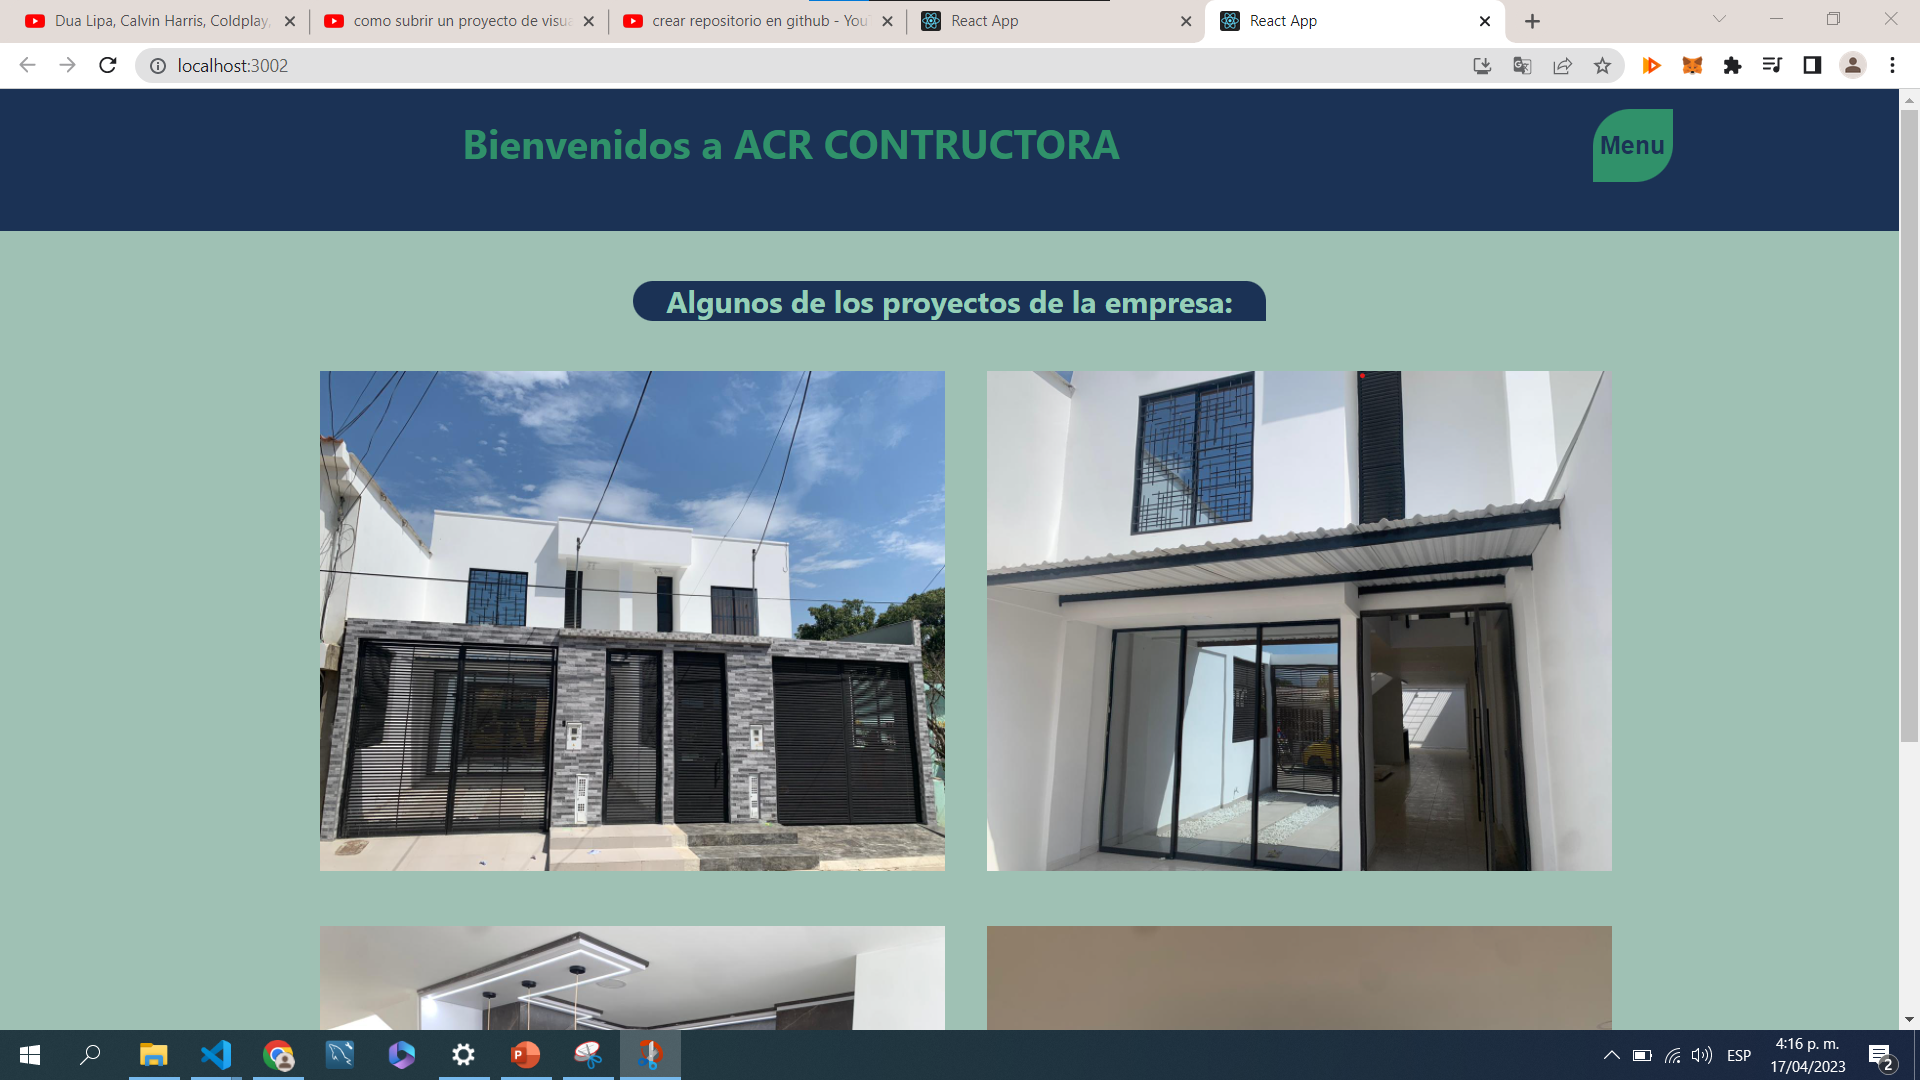 Dua Lipa, Calvin Harris, Coldplay,
como subrir un proyecto de visua
crear repositorio en github - You
React App
React App
localhost:3002
Bienvenidos a ACR CONTRUCTORA
Menu
Algunos de los proyectos de la empresa:
ESP
4:16 p. m.
17/04/2023
2